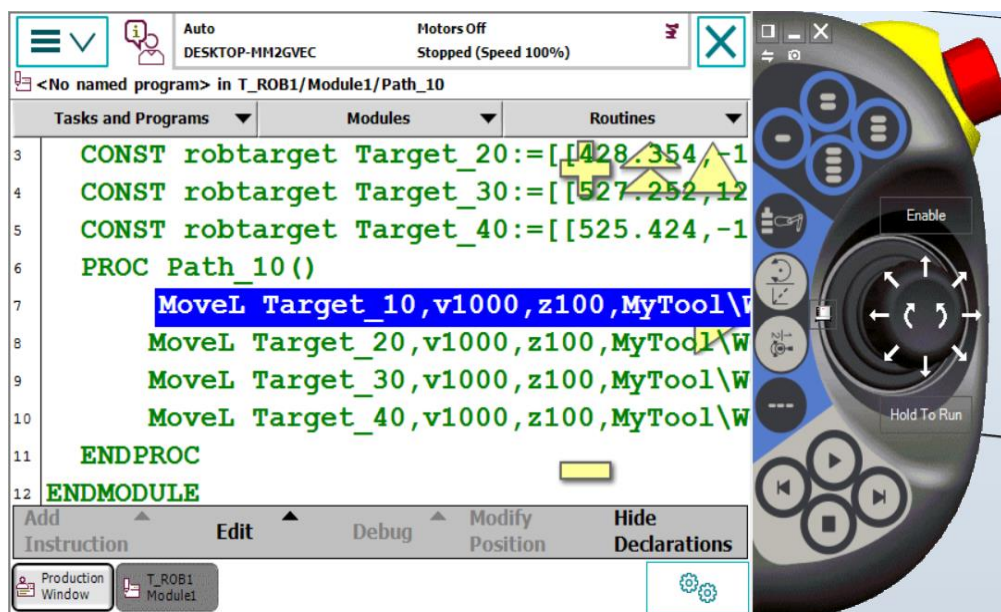 Auto
Motors Off
DESKTOP-MM2GVEC
Stopped (Speed 100%)
<No named program> in T_ROB1/Module1/Path_10
Tasks and Programs
Modules
Routines
3 CONST robtarget Target_20:=[[428.354,-1
4 CONST robtarget Target_30:=[[527.252,12
5 CONST robtarget Target_40:=[[525.424,-1
6 PROC Path_10()
7 MoveL Target_10,v1000,z100,MyTool\W
8 MoveL Target_20,v1000,z100,MyTool\W
9 MoveL Target_30,v1000,z100,MyTool\W
10 MoveL Target_40,v1000,z100,MyTool\W
11 ENDPROC
12 ENDMODULE
Add
Instruction
Edit
Debug
Modify
Position
Hide
Declarations
Production
Window
T_ROB1
Module1
Enable
Hold To Run